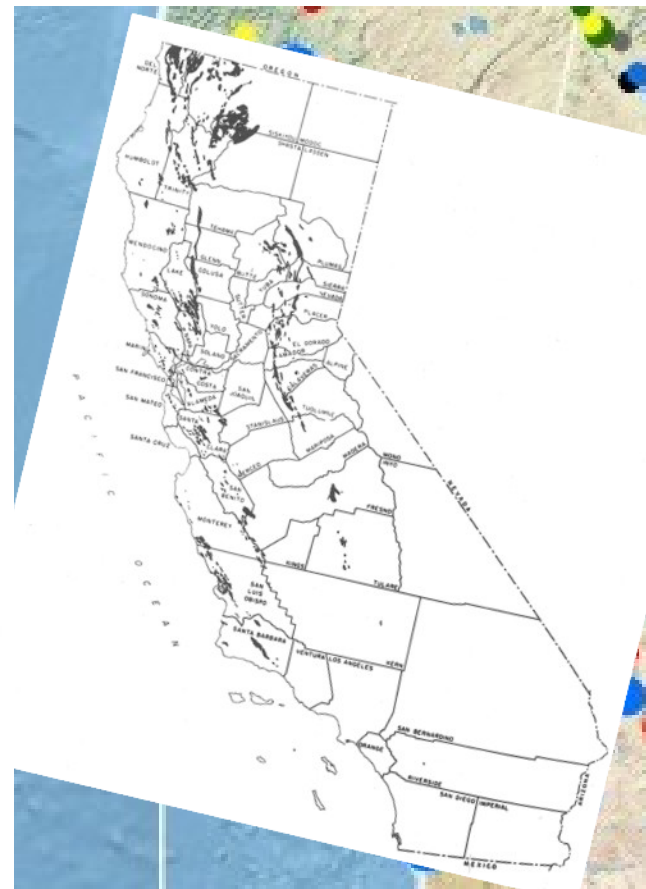 OREGON
DEL
NORTE
SISKIYOU MODOC
SHASTA LASSEN
HUMBOLDT
TRINITY
TEHAMA
PLUMAS
MENDOCINO
GLENN
BUTTE
SIERRA
LAKE
COLUSA
YUBA
NEVADA
PLACER
SONOMA
YOLO
EL DORADO
SACRAMENTO
AMADOR
ALPINE
SOLANO
MARIN
CONTRA
COSTA
SAN
JOAQUIN
CALAVERAS
SAN FRANCISCO
ALAMEDA
TUOLUMNE
SAN MATEO
STANISLAUS
SANTA
CLARA
MARIPOSA
SANTA CRUZ
MERCED
MADERA
MONO
INYO
SAN
BENITO
NEVADA
MONTEREY
FRESNO
KINGS
TULARE
PACIFIC
OCEAN
SAN
LUIS
OBISPO
SANTA BARBARA
KERN
VENTURA LOS ANGELES
SAN BERNARDINO
ORANGE
RIVERSIDE
SAN DIEGO IMPERIAL
ARIZONA
MEXICO